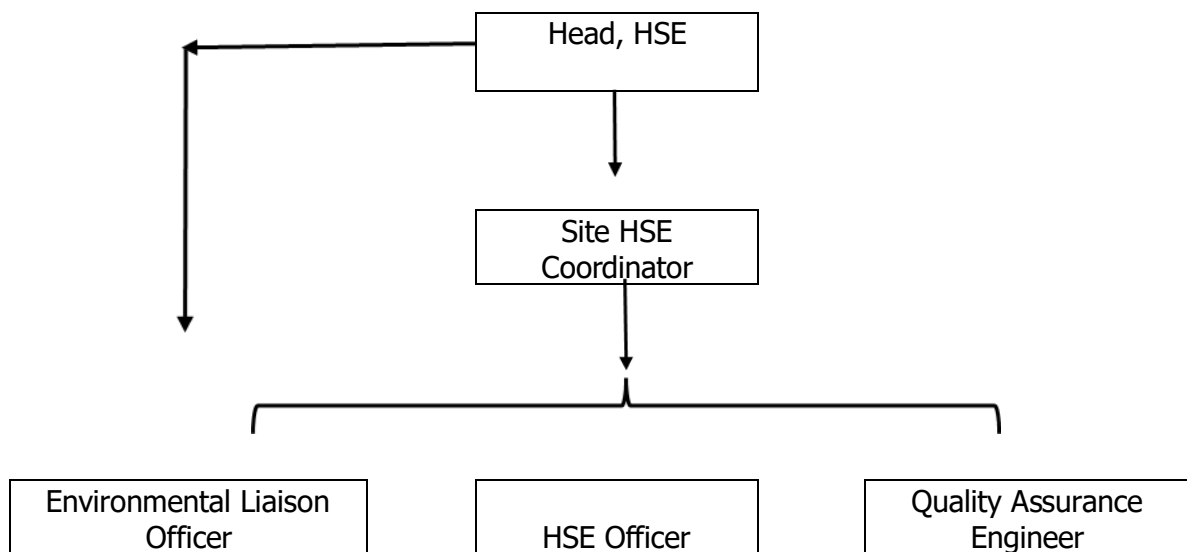 Head, HSE
Site HSE
Coordinator
Environmental Liaison
Officer
HSE Officer
Quality Assurance
Engineer